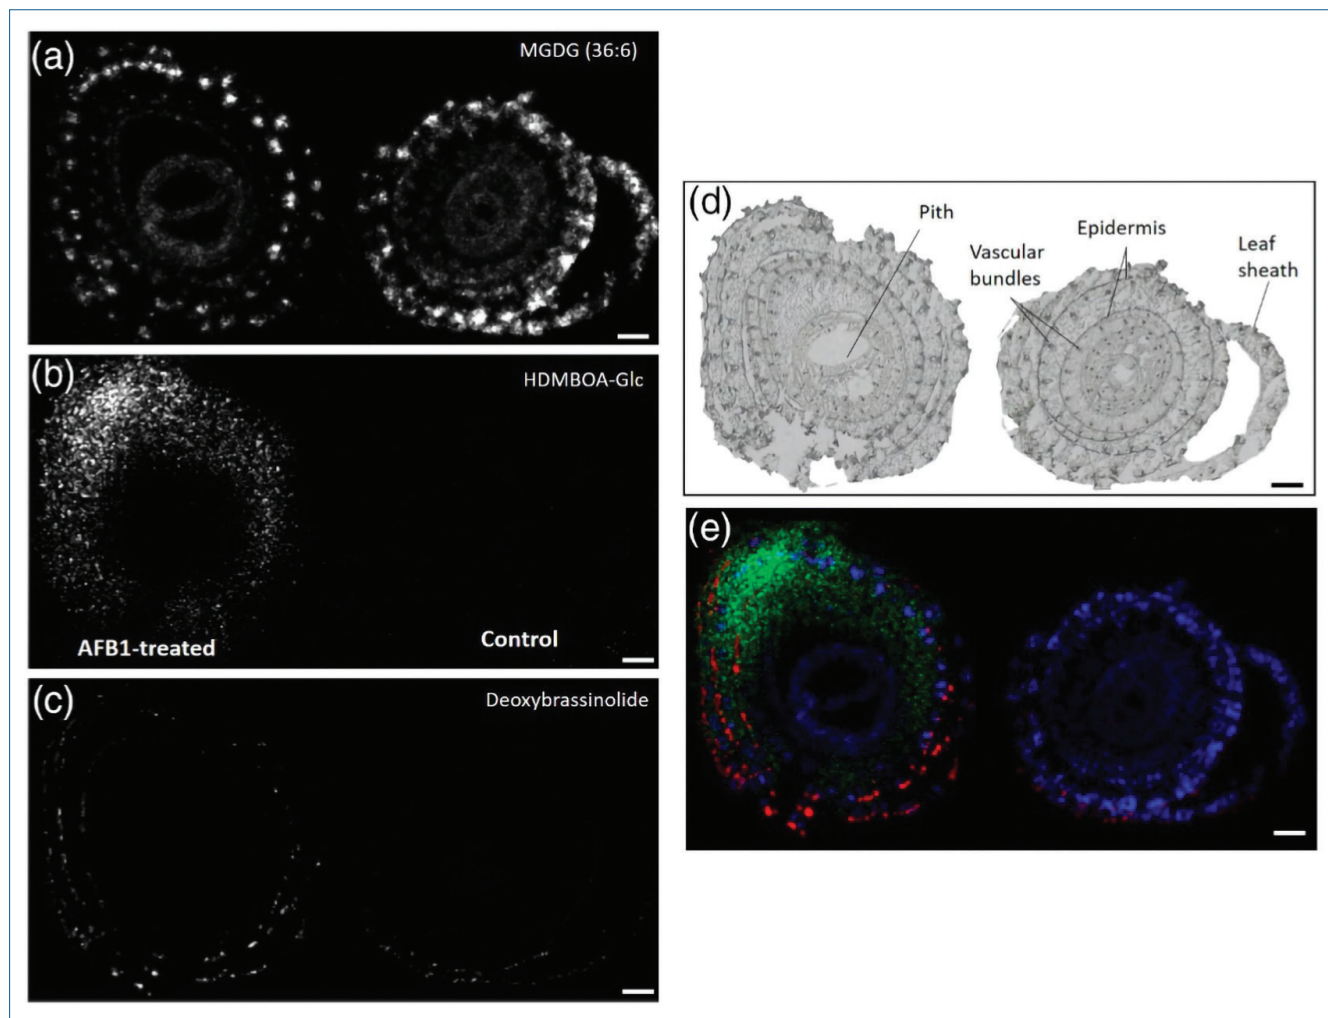 (a)
MGDG (36:6)
(b)
HDMBOA-Glc
AFB1-treated
Control
(c)
Deoxybrassinolide
(d)
Pith
Epidermis
Vascular
bundles
Leaf
sheath
(e)